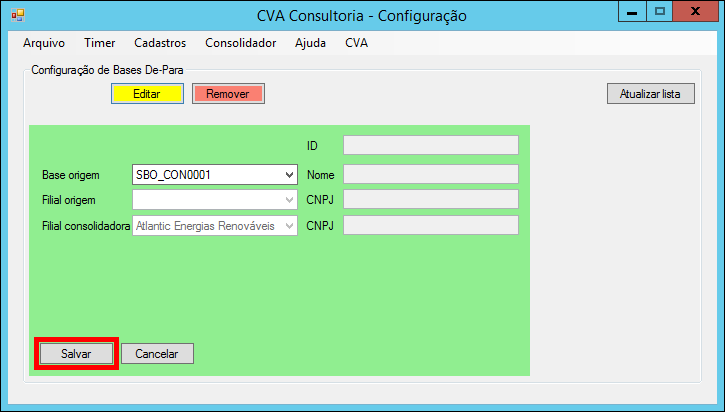 CVA Consultoria - Configuração
Arquivo Timer Cadastros Consolidador Ajuda CVA
Configuração de Bases De-Para
Editar Remover Atualizar lista
ID
Base origem SBO_CON0001 Nome
Filial origem CNPJ
Filial consolidadora Atlantic Energias Renováveis CNPJ
Salvar Cancelar